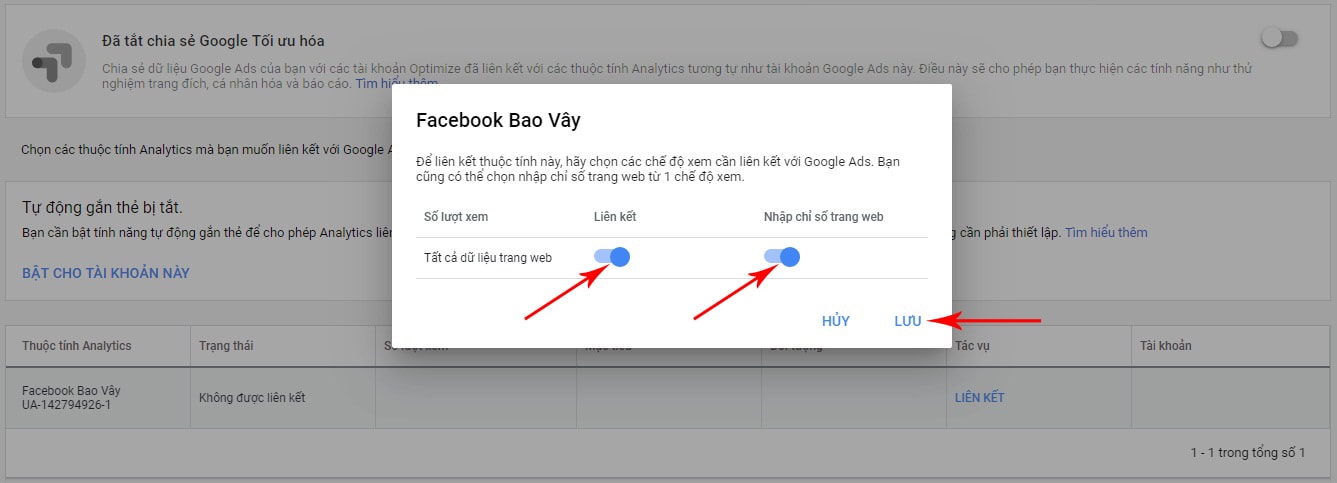 Đã tắt chia sẻ Google Tối ưu hóa
Chia sẻ dữ liệu Google Ads của bạn với các tài khoản Optimize đã liên kết với các thuộc tính Analytics tương tự như tài khoản Google Ads này. Điều này sẽ cho phép bạn thực hiện các tính năng như thử
nghiệm trang đích, cá nhân hóa và báo cáo. Tìm hiểu thêm
Chọn các thuộc tính Analytics mà bạn muốn liên kết với Google
Facebook Bao Vây
Để liên kết thuộc tính này, hãy chọn các chế độ xem cần liên kết với Google Ads. Bạn
cũng có thể chọn nhập chỉ số trang web từ 1 chế độ xem.
Số lượt xem Liên kết Nhập chỉ số trang web
Tất cả dữ liệu trang web
HỦY LƯU
Tự động gắn thẻ bị tắt.
Bạn cần bật tính năng tự động gắn thẻ để cho phép Analytics cần phải thiết lập. Tìm hiểu thêm
BẬT CHO TÀI KHOẢN NÀY
Thuộc tính Analytics Trạng thái Số lượt xem Tác vụ Tài khoản
Facebook Bao Vây
UA-142794926-1
Không được liên kết
LIÊN KẾT
1 - 1 trong tổng số 1